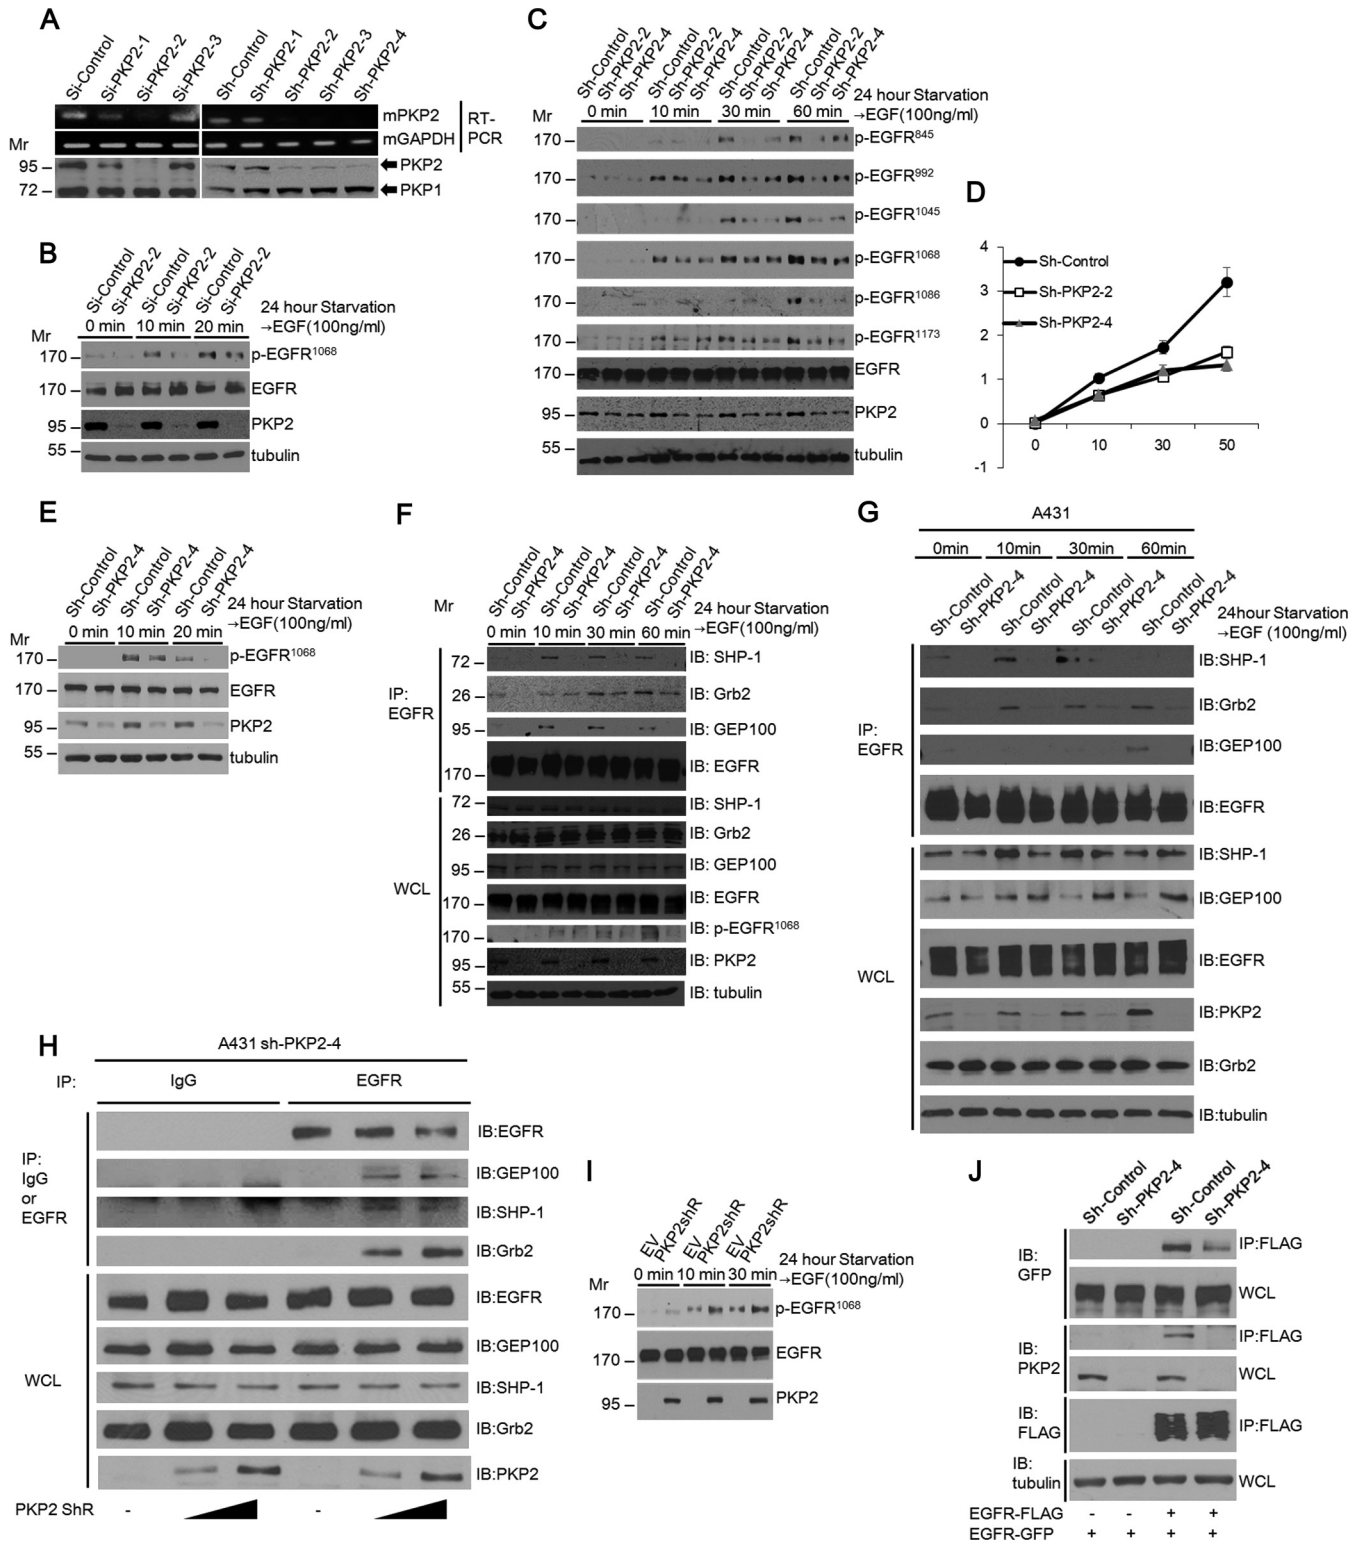 A
Si-Control
Si-PKP2-1
Si-PKP2-2
Si-PKP2-3
Sh-Control
Sh-PKP2-1
Sh-PKP2-2
Sh-PKP2-3
Sh-PKP2-4
mPKP2
mGAPDH
RT-
PCR
Mr
95
PKP2
72
PKP1
B
Si-Control
Si-PKP2-2
Si-Control
Si-PKP2-2
Si-Control
Si-PKP2-2
24 hour Starvation
→EGF(100ng/ml)
Mr
0 min 10 min 20 min
170 p-EGFR1068
170 EGFR
95 PKP2
55
tubulin
C
Sh-Control
Sh-PKP2-2
Sh-PKP2-4
Sh-Control
Sh-PKP2-2
Sh-PKP2-4
Sh-Control
Sh-PKP2-2
Sh-PKP2-4
Sh-Control
Sh-PKP2-2
Sh-PKP2-4
24 hour Starvation
→EGF(100ng/ml)
Mr
0 min 10 min 30 min 60 min
170 p-EGFR845
170 p-EGFR992
170 p-EGFR1045
170 p-EGFR1068
170 p-EGFR1086
170 p-EGFR1173
170 EGFR
95 PKP2
55
tubulin
D
4
3
2
1
0
-1
Sh-Control
Sh-PKP2-2
Sh-PKP2-4
0 10 30 50
E
Sh-Control
Sh-PKP2-4
Sh-Control
Sh-PKP2-4
Sh-Control
Sh-PKP2-4
24 hour Starvation
→EGF(100ng/ml)
Mr
0 min 10 min 20 min
170 p-EGFR1068
170 EGFR
95 PKP2
55
tubulin
F
Sh-Control
Sh-PKP2-4
Sh-Control
Sh-PKP2-4
Sh-Control
Sh-PKP2-4
Sh-Control
Sh-PKP2-4
Mr
24 hour Starvation
→EGF(100ng/ml)
0 min 10 min 30 min 60 min
IP:
EGFR
72 IB: SHP-1
26 IB: Grb2
95 IB: GEP100
170 IB: EGFR
WCL
72 IB: SHP-1
26 IB: Grb2
95 IB: GEP100
170 IB: EGFR
170 IB: p-EGFR1068
95 IB: PKP2
55 IB: tubulin
G
A431
0min 10min 30min 60min
Sh-Control
Sh-PKP2-4
Sh-Control
Sh-PKP2-4
Sh-Control
Sh-PKP2-4
Sh-Control
Sh-PKP2-4
24hour Starvation
→EGF (100ng/ml)
IP:
EGFR
IB:SHP-1
IB:Grb2
IB:GEP100
IB:EGFR
WCL
IB:SHP-1
IB:GEP100
IB:EGFR
IB:PKP2
IB:Grb2
IB:tubulin
H
A431 sh-PKP2-4
IP: IgG EGFR
IP:
IgG
or
EGFR
IB:EGFR
IB:GEP100
IB:SHP-1
IB:Grb2
WCL
IB:EGFR
IB:GEP100
IB:SHP-1
IB:Grb2
IB:PKP2
PKP2 ShR - -
I
EV
PKP2shR
EV
PKP2shR
EV
PKP2shR
24 hour Starvation
→EGF(100ng/ml)
Mr
0 min 10 min 30 min
170 p-EGFR1068
170 EGFR
95 PKP2
J
Sh-Control
Sh-PKP2-4
Sh-Control
Sh-PKP2-4
IB:
GFP
IP:FLAG
WCL
IB:
PKP2
IP:FLAG
WCL
IB:
FLAG
IP:FLAG
IB:
tubulin
WCL
EGFR-FLAG - - + +
EGFR-GFP + + + +